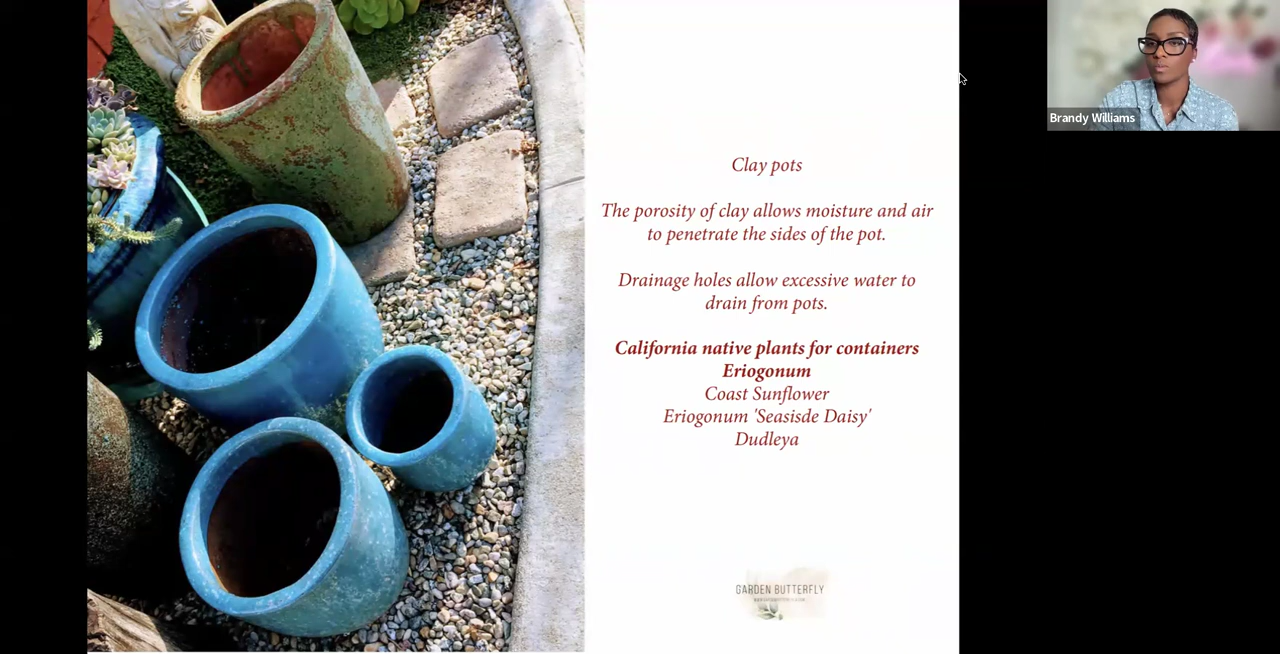 Clay pots
The porosity of clay allows moisture and air
to penetrate the sides of the pot.
Drainage holes allow excessive water to
drain from pots.
California native plants for containers
Eriogonum
Coast Sunflower
Eriogonum 'Seasisde Daisy'
Dudleya
GARDEN BUTTERFLY
Brandy Williams